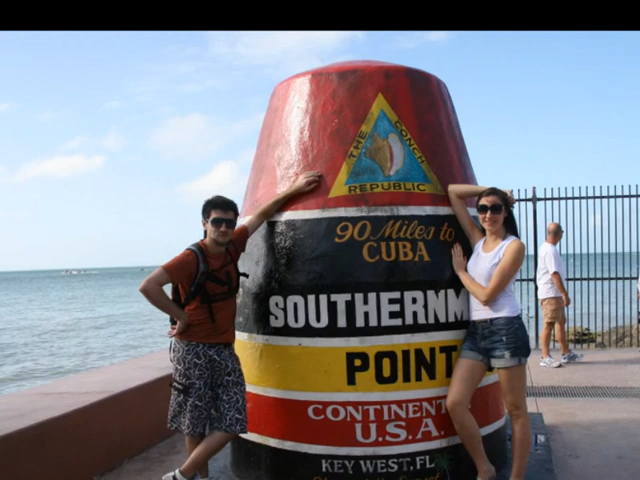 THE CONCH
REPUBLIC
90 Miles to
CUBA
SOUTHERNM
POINT
CONTINENT
U.S.A.
KEY WEST, FL